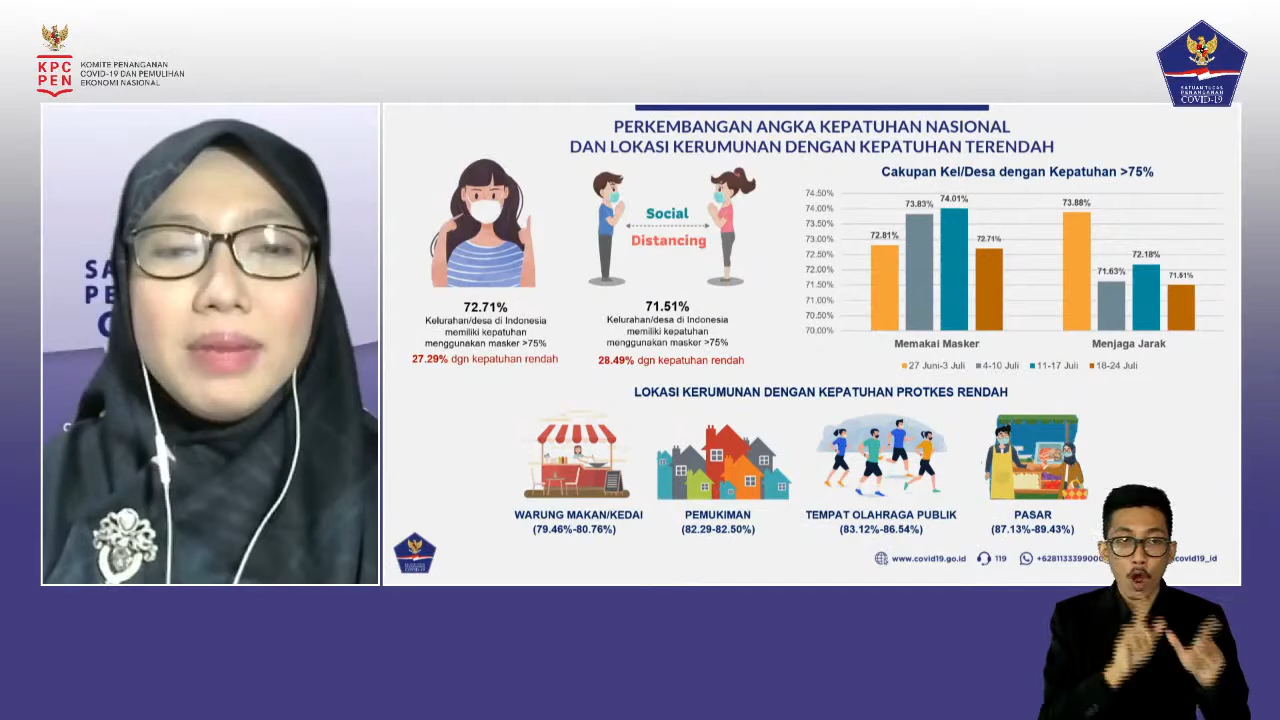 KPC
PEN
KOMITE PENANGANAN
COVID-19 DAN PEMULIHAN
EKONOMI NASIONAL
SATUAN TUGAS
PENANGANAN
COVID-19
SA
PE
PERKEMBANGAN ANGKA KEPATUHAN NASIONAL
DAN LOKASI KERUMUNAN DENGAN KEPATUHAN TERENDAH
Social
Distancing
72.71%
Kelurahan/desa di Indonesia
memiliki kepatuhan
menggunakan masker >75%
27.29% dgn kepatuhan rendah
71.51%
Kelurahan/desa di Indonesia
memiliki kepatuhan
menggunakan masker >75%
28.49% dgn kepatuhan rendah
Cakupan Kel/Desa dengan Kepatuhan >75%
74.50%
74.00%
73.50%
73.00%
72.50%
72.00%
71.50%
71.00%
70.50%
70.00%
72.81%
73.83%
74.01%
72.71%
73.88%
71.63%
72.18%
71.51%
Memakai Masker
Menjaga Jarak
27 Juni-3 Juli
4-10 Juli
11-17 Juli
18-24 Juli
LOKASI KERUMUNAN DENGAN KEPATUHAN PROTKES RENDAH
WARUNG MAKAN/KEDAI
(79.46%-80.76%)
PEMUKIMAN
(82.29-82.50%)
TEMPAT OLAHRAGA PUBLIK
(83.12%-86.54%)
PASAR
(87.13%-89.43%)
COVID-19
www.covid19.go.id
119
+6281133399000
covid19_id